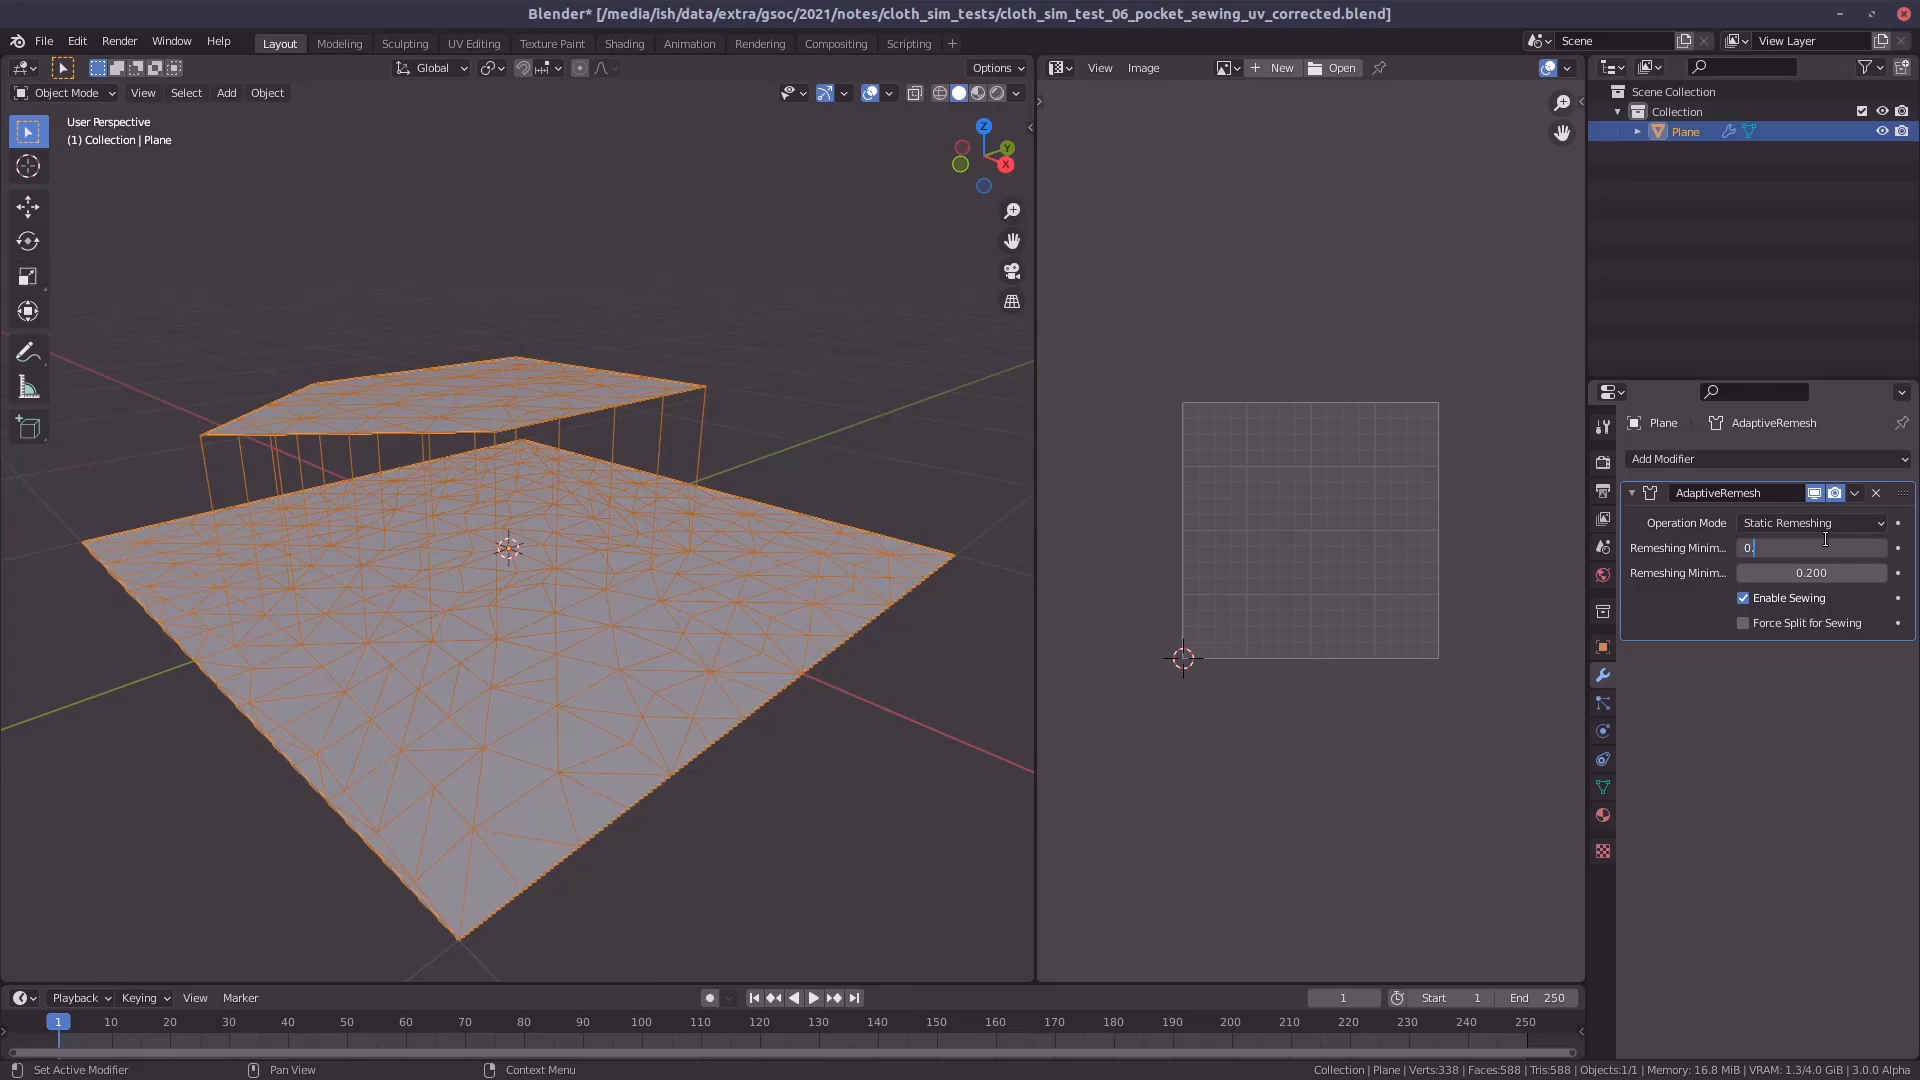 Blender* [/media/ish/data/extra/gsoc/2021/notes/cloth_sim_tests/cloth_sim_test_06_pocket_sewing_uv_corrected.blend]
File Edit Render Window Help Layout Modeling Sculpting UV Editing Texture Paint Shading Animation Rendering Compositing Scripting + Scene View Layer
Global Options
View Image New Open
Object Mode View Select Add Object
User Perspective
(1) Collection | Plane
Z
Y
X
Scene Collection
Collection
Plane
Plane AdaptiveRemesh
Add Modifier
AdaptiveRemesh
Operation Mode Static Remeshing
Remeshing Minim... 0.
Remeshing Minim... 0.200
Enable Sewing
Force Split for Sewing
Playback Keying View Marker 1 Start 1 End 250
1 10 20 30 40 50 60 70 80 90 100 110 120 130 140 150 160 170 180 190 200 210 220 230 240 250
Set Active Modifier Pan View Context Menu Collection | Plane | Verts:338 | Faces:588 | Tris:588 | Objects:1/1 | Memory: 16.8 MiB | VRAM: 1.3/4.0 GiB | 3.0.0 Alpha